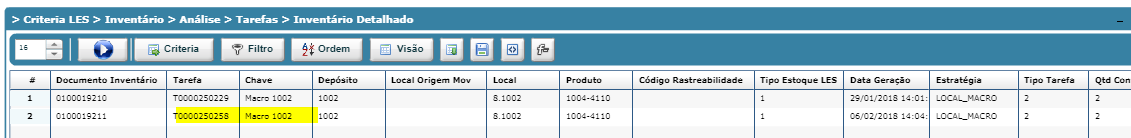 > Criteria LES > Inventário > Análise > Tarefas > Inventário Detalhado
16 Criteria Filtro Ordem Visão
# Documento Inventário Tarefa Chave Depósito Local Origem Mov Local Produto Código Rastreabilidade Tipo Estoque LES Data Geração Estratégia Tipo Tarefa Qtd Con
1 0100019210 T0000250229 Macro 1002 1002 8.1002 1004-4110 1 29/01/2018 14:01: LOCAL_MACRO 2 2
2 0100019211 T0000250258 Macro 1002 1002 8.1002 1004-4110 1 06/02/2018 14:04: LOCAL_MACRO 2 2